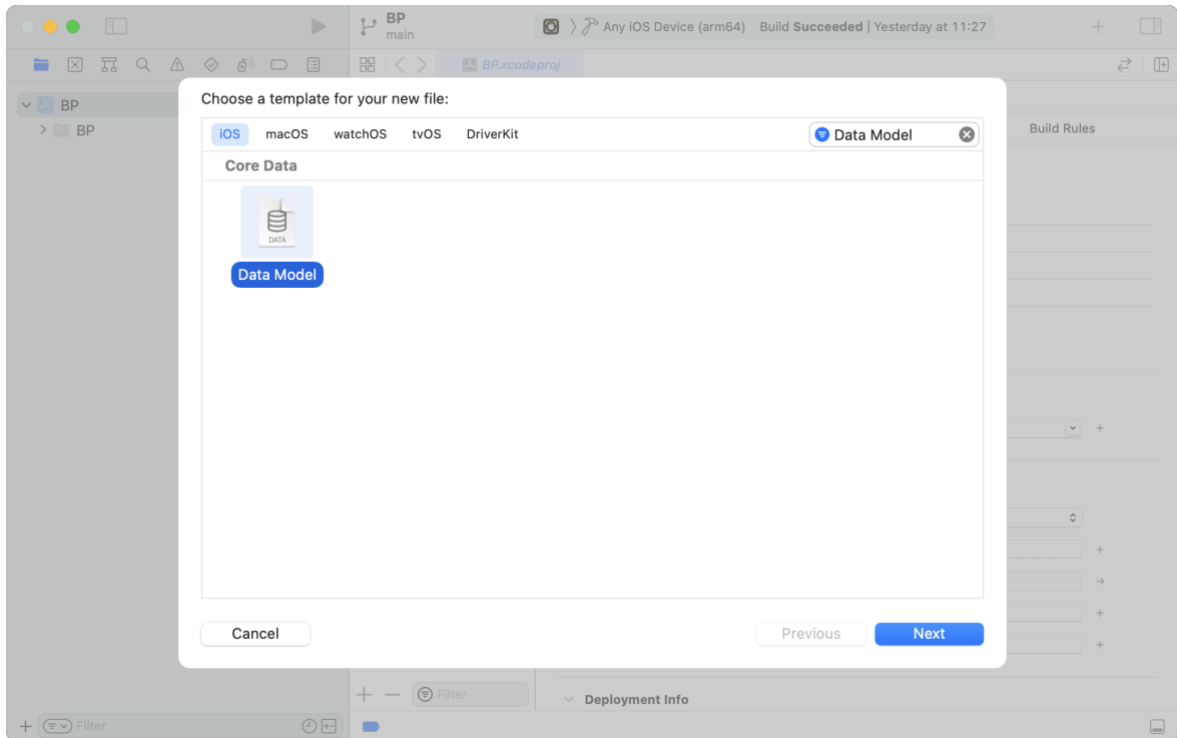 BP
main
Any iOS Device (arm64) Build Succeeded | Yesterday at 11:27
BP.xcodeproj
BP
BP
Build Rules
Choose a template for your new file:
iOS macOS watchOS tvOS DriverKit Data Model
Core Data
DATA
Data Model
Cancel Previous Next
Filter
Deployment Info
Filter